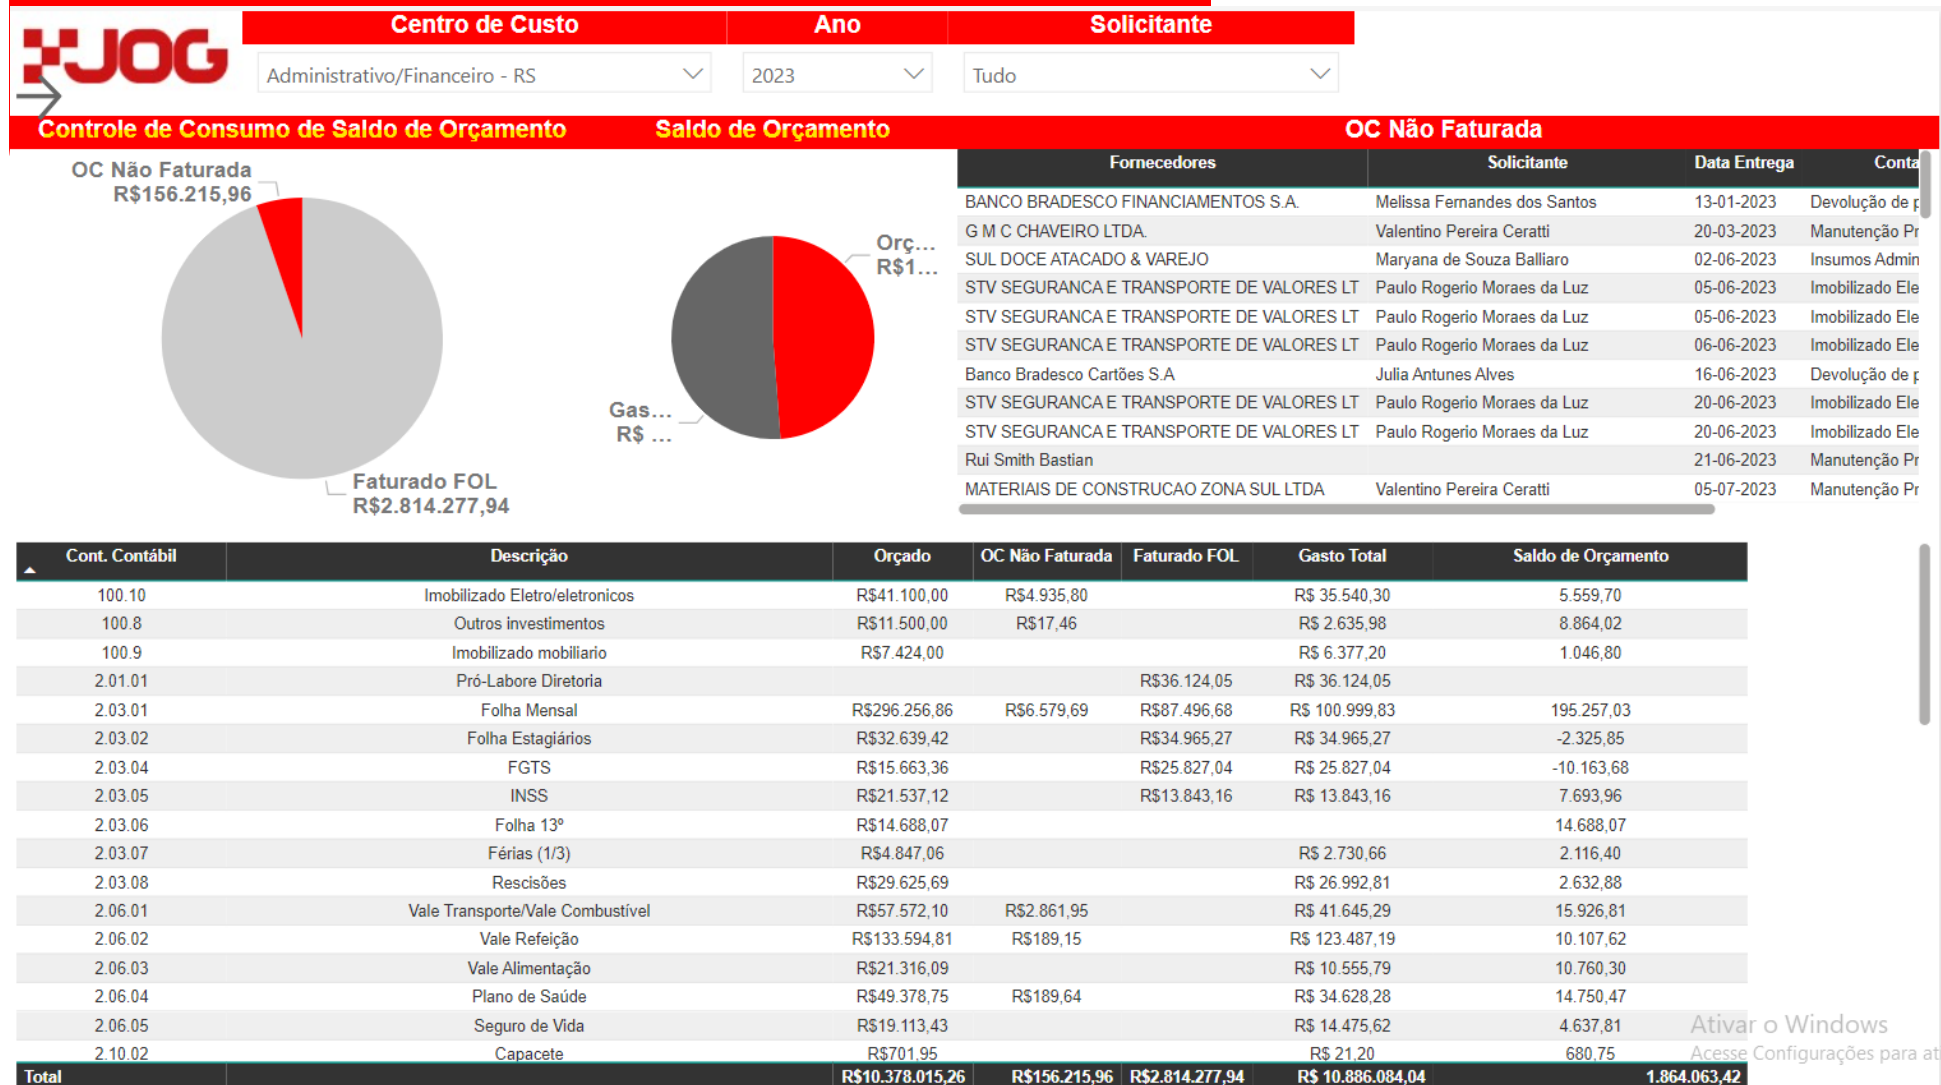 JOG
Centro de Custo Ano Solicitante
Administrativo/Financeiro - RS 2023 Tudo
Controle de Consumo de Saldo de Orçamento Saldo de Orçamento OC Não Faturada
OC Não Faturada
R$156.215,96
Faturado FOL
R$2.814.277,94
Orç...
R$1...
Gas...
R$ ...
Fornecedores Solicitante Data Entrega Conta
BANCO BRADESCO FINANCIAMENTOS S.A. Melissa Fernandes dos Santos 13-01-2023 Devolução de p
G M C CHAVEIRO LTDA. Valentino Pereira Ceratti 20-03-2023 Manutenção Pr
SUL DOCE ATACADO & VAREJO Maryana de Souza Balliaro 02-06-2023 Insumos Admin
STV SEGURANCA E TRANSPORTE DE VALORES LT Paulo Rogerio Moraes da Luz 05-06-2023 Imobilizado Ele
STV SEGURANCA E TRANSPORTE DE VALORES LT Paulo Rogerio Moraes da Luz 05-06-2023 Imobilizado Ele
STV SEGURANCA E TRANSPORTE DE VALORES LT Paulo Rogerio Moraes da Luz 06-06-2023 Imobilizado Ele
Banco Bradesco Cartões S.A Julia Antunes Alves 16-06-2023 Devolução de p
STV SEGURANCA E TRANSPORTE DE VALORES LT Paulo Rogerio Moraes da Luz 20-06-2023 Imobilizado Ele
STV SEGURANCA E TRANSPORTE DE VALORES LT Paulo Rogerio Moraes da Luz 20-06-2023 Imobilizado Ele
Rui Smith Bastian 21-06-2023 Manutenção Pr
MATERIAIS DE CONSTRUCAO ZONA SUL LTDA Valentino Pereira Ceratti 05-07-2023 Manutenção Pr
Cont. Contábil Descrição Orçado OC Não Faturada Faturado FOL Gasto Total Saldo de Orçamento
100.10 Imobilizado Eletro/eletronicos R$41.100,00 R$4.935,80 R$ 35.540,30 5.559,70
100.8 Outros investimentos R$11.500,00 R$17,46 R$ 2.635,98 8.864,02
100.9 Imobilizado mobiliario R$7.424,00 R$ 6.377,20 1.046,80
2.01.01 Pró-Labore Diretoria R$36.124,05 R$ 36.124,05
2.03.01 Folha Mensal R$296.256,86 R$6.579,69 R$87.496,68 R$ 100.999,83 195.257,03
2.03.02 Folha Estagiários R$32.639,42 R$34.965,27 R$ 34.965,27 -2.325,85
2.03.04 FGTS R$15.663,36 R$25.827,04 R$ 25.827,04 -10.163,68
2.03.05 INSS R$21.537,12 R$13.843,16 R$ 13.843,16 7.693,96
2.03.06 Folha 13º R$14.688,07 14.688,07
2.03.07 Férias (1/3) R$4.847,06 R$ 2.730,66 2.116,40
2.03.08 Rescisões R$29.625,69 R$ 26.992,81 2.632,88
2.06.01 Vale Transporte/Vale Combustível R$57.572,10 R$2.861,95 R$ 41.645,29 15.926,81
2.06.02 Vale Refeição R$133.594,81 R$189,15 R$ 123.487,19 10.107,62
2.06.03 Vale Alimentação R$21.316,09 R$ 10.555,79 10.760,30
2.06.04 Plano de Saúde R$49.378,75 R$189,64 R$ 34.628,28 14.750,47
2.06.05 Seguro de Vida R$19.113,43 R$ 14.475,62 4.637,81
2.10.02 Capacete R$701,95 R$ 21,20 680,75
Total R$10.378.015,26 R$156.215,96 R$2.814.277,94 R$ 10.886.084,04 1.864.063,42
Ativar o Windows
Acesse Configurações para at